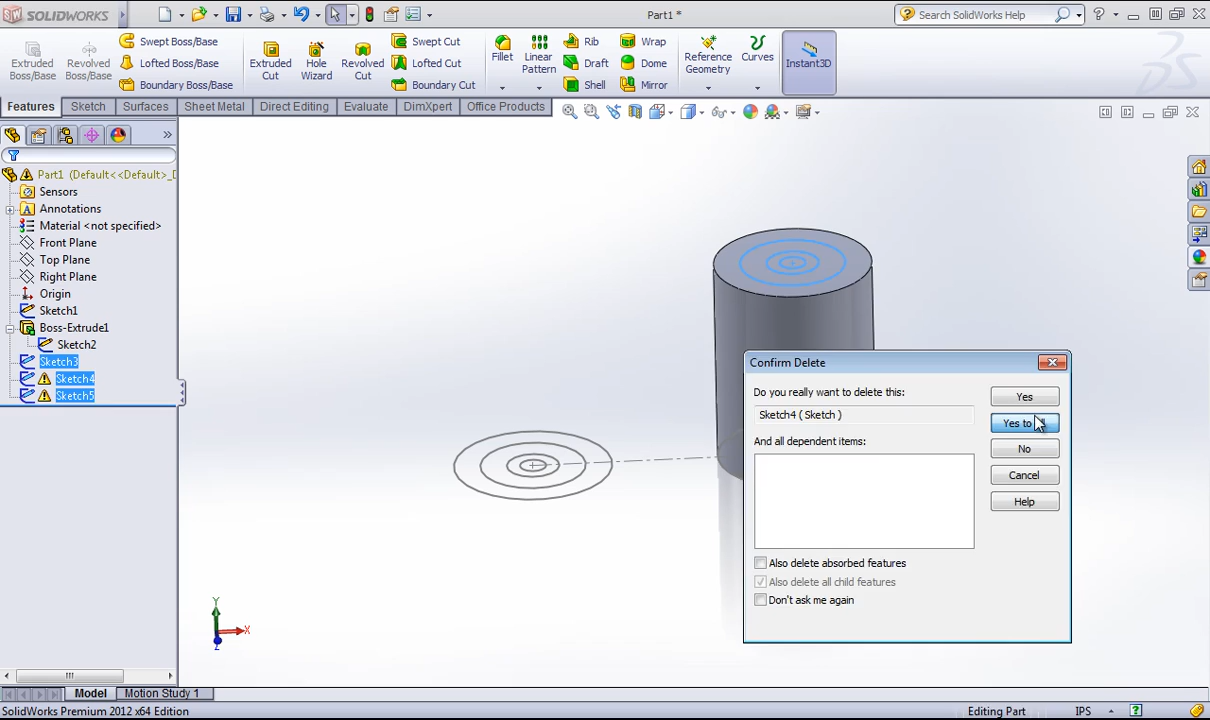 SOLIDWORKS
Part1 *
Search SolidWorks Help
Extruded Boss/Base
Revolved Boss/Base
Swept Boss/Base
Lofted Boss/Base
Boundary Boss/Base
Extruded Cut
Hole Wizard
Revolved Cut
Swept Cut
Lofted Cut
Boundary Cut
Fillet
Linear Pattern
Rib
Draft
Shell
Wrap
Dome
Mirror
Reference Geometry
Curves
Instant3D
Features
Sketch
Surfaces
Sheet Metal
Direct Editing
Evaluate
DimXpert
Office Products
Part1 (Default<<Default>_D
Sensors
Annotations
Material <not specified>
Front Plane
Top Plane
Right Plane
Origin
Sketch1
Boss-Extrude1
Sketch2
Sketch3
Sketch4
Sketch5
Confirm Delete
Do you really want to delete this:
Sketch4 ( Sketch )
And all dependent items:
Yes
Yes to
No
Cancel
Help
Also delete absorbed features
Also delete all child features
Don't ask me again
Y
X
Z
Model
Motion Study 1
SolidWorks Premium 2012 x64 Edition
Editing Part
IPS